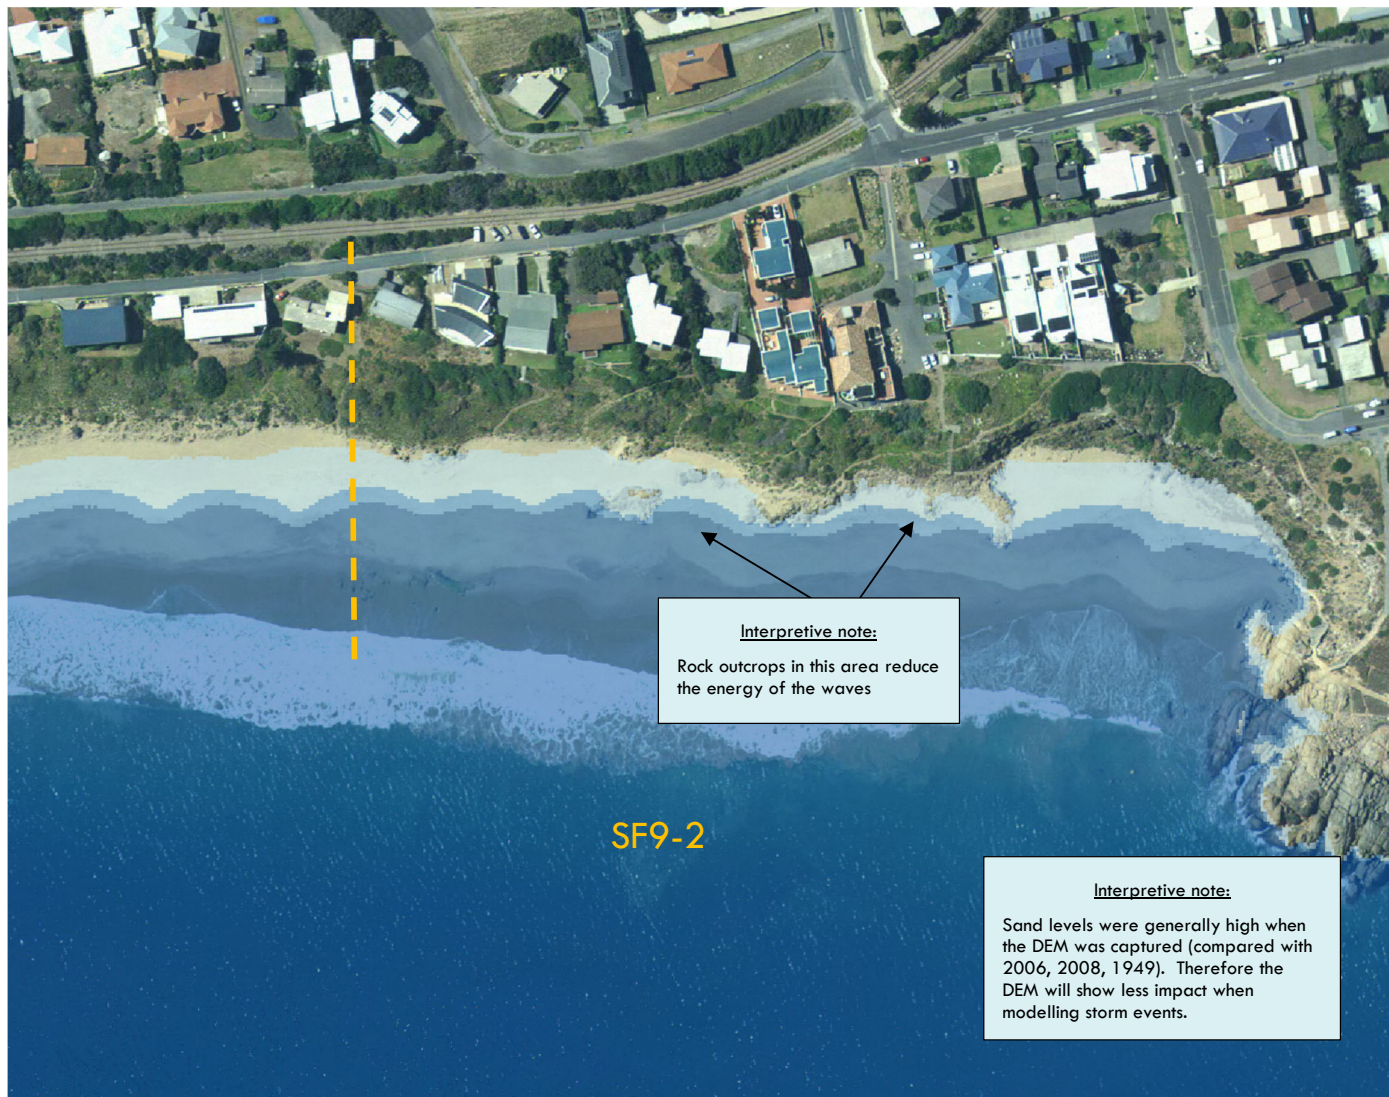 Interpretive note:
Rock outcrops in this area reduce
the energy of the waves
SF9-2
Interpretive note:
Sand levels were generally high when
the DEM was captured (compared with
2006, 2008, 1949).  Therefore the
DEM will show less impact when
modelling storm events.